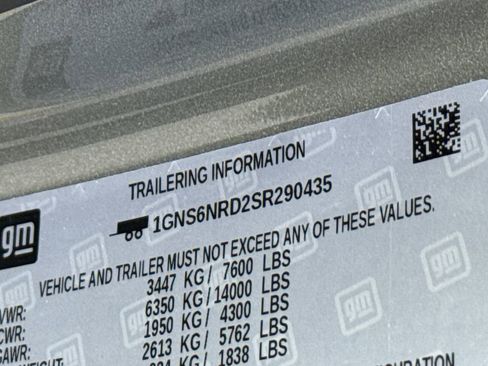 TRAILERING INFORMATION
1GNS6NRD2SR290435
gm
VEHICLE AND TRAILER MUST NOT EXCEED ANY OF THESE VALUES.
VWR: 3447 KG/ 7600 LBS
CWR: 6350 KG/ 14000 LBS
GAWR: 1950 KG/ 4300 LBS
2613 KG/ 5762 LBS
KG/ 1838 LBS